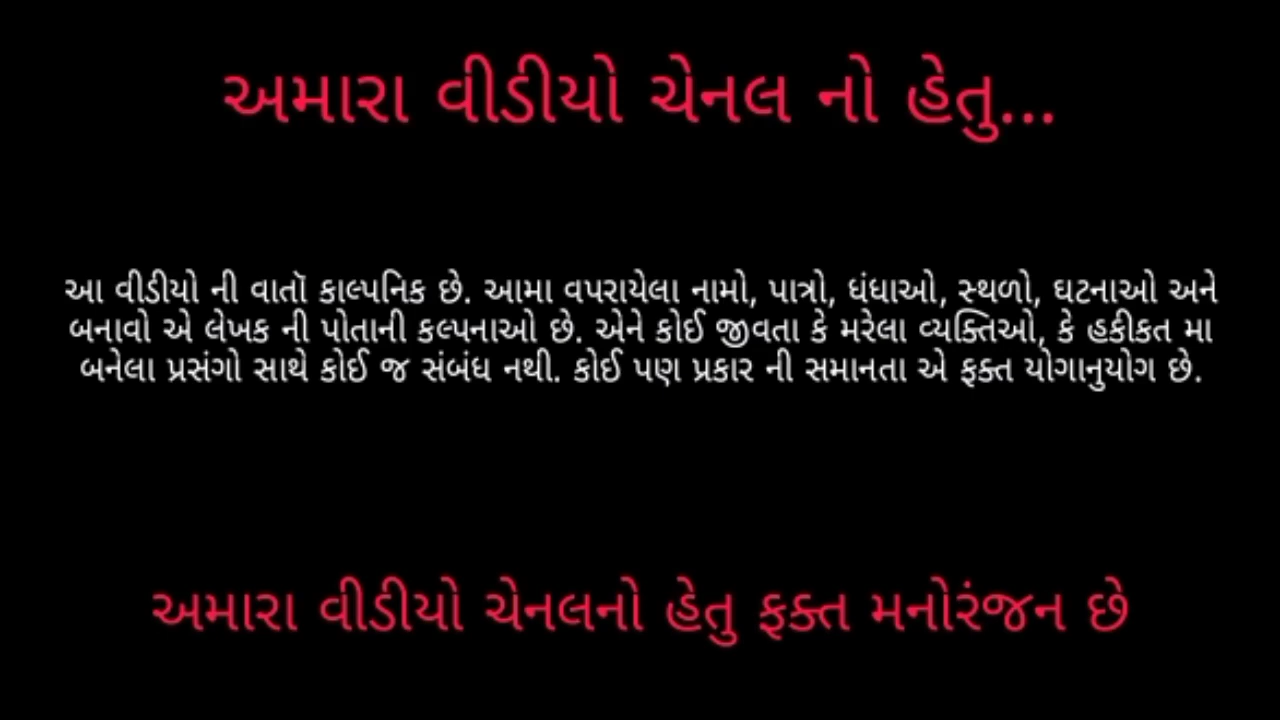 અમારા વીડીયો ચેનલ નો હેતુ...
આ વીડીયો ની વાતૉ કાલ્પનિક છે. આમા વપરાયેલા નામો, પાત્રો, ધંધાઓ, સ્થળો, ઘટનાઓ અને
બનાવો એ લેખક ની પોતાની કલ્પનાઓ છે. એને કોઈ જીવતા કે મરેલા વ્યક્તિઓ, કે હકીકત મા
બનેલા પ્રસંગો સાથે કોઈ જ સંબંધ નથી. કોઈ પણ પ્રકાર ની સમાનતા એ ફક્ત યોગાનુયોગ છે.
અમારા વીડીયો ચેનલનો હેતુ ફક્ત મનોરંજન છે